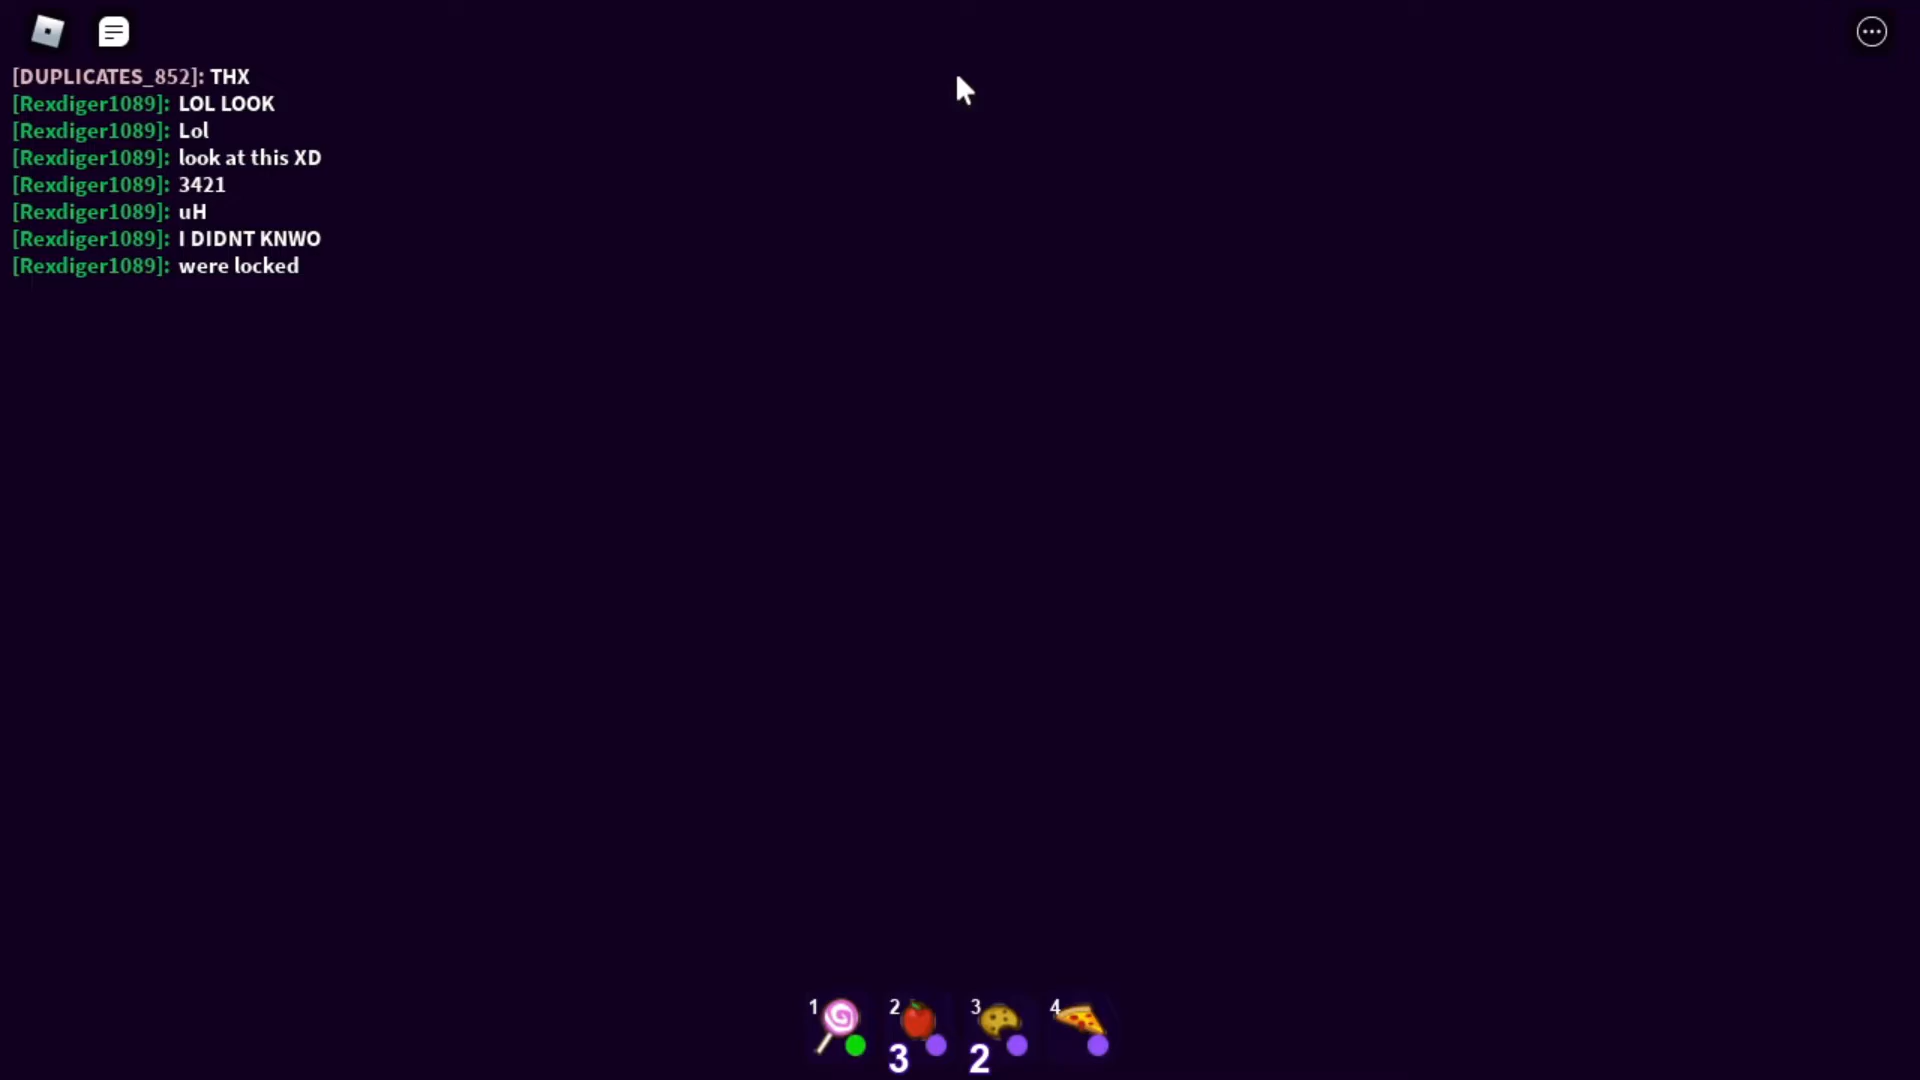 [DUPLICATES_852]: THX
[Rexdiger1089]: LOL LOOK
[Rexdiger1089]: Lol
[Rexdiger1089]: look at this XD
[Rexdiger1089]: 3421
[Rexdiger1089]: uH
[Rexdiger1089]: I DIDNT KNWO
[Rexdiger1089]: were locked
1 2 3 4
3 2